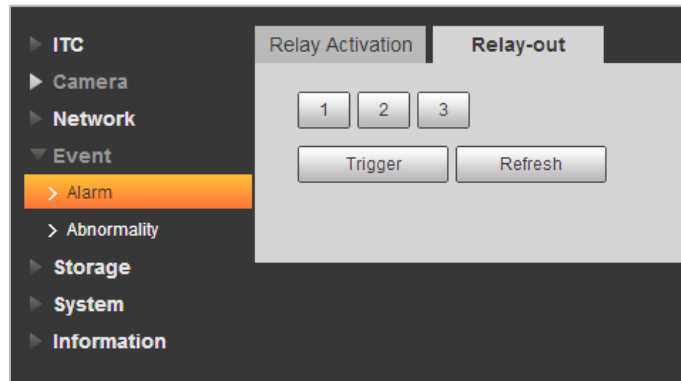 ITC
Camera
Network
Event
Alarm
Abnormality
Storage
System
Information
Relay Activation Relay-out
1 2 3
Trigger Refresh